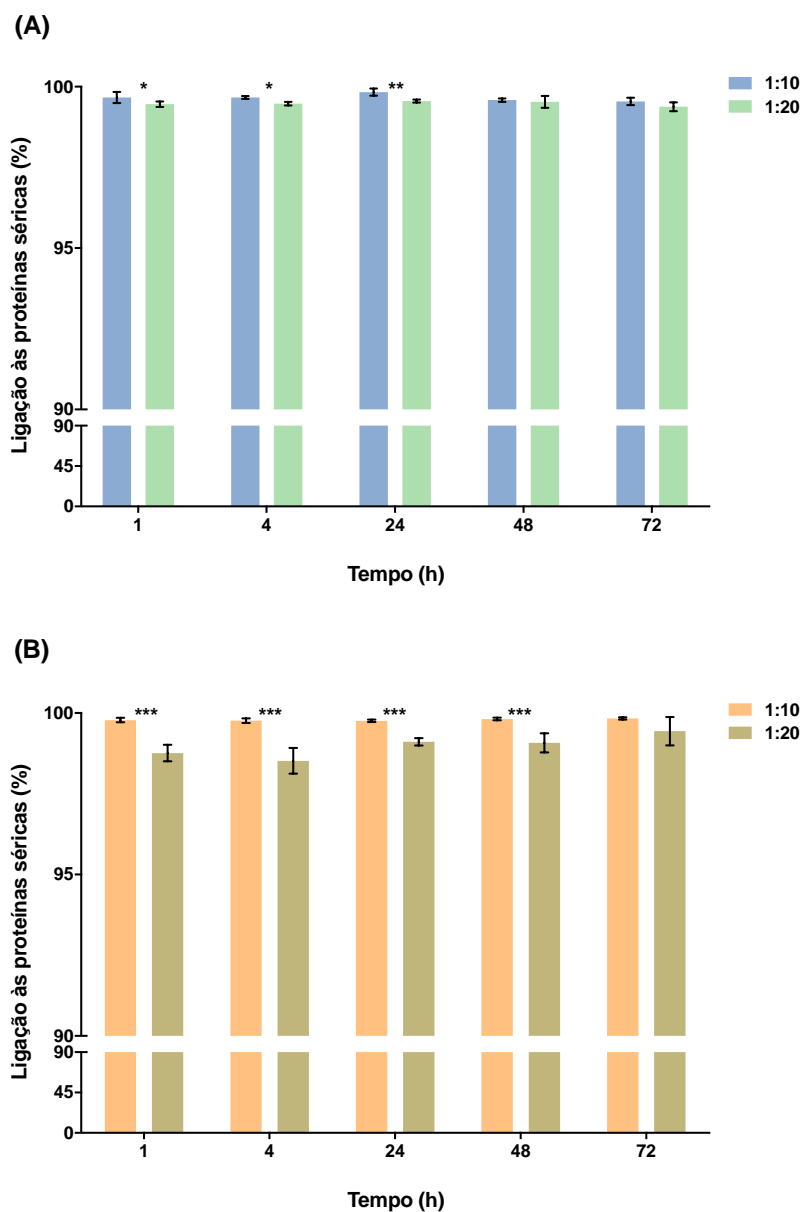 (A)
* * **
1:10
1:20
Ligação às proteínas séricas (%)
100
95
90
90
45
0
1 4 24 48 72
Tempo (h)
(B)
*** *** *** ***
1:10
1:20
Ligação às proteínas séricas (%)
100
95
90
90
45
0
1 4 24 48 72
Tempo (h)